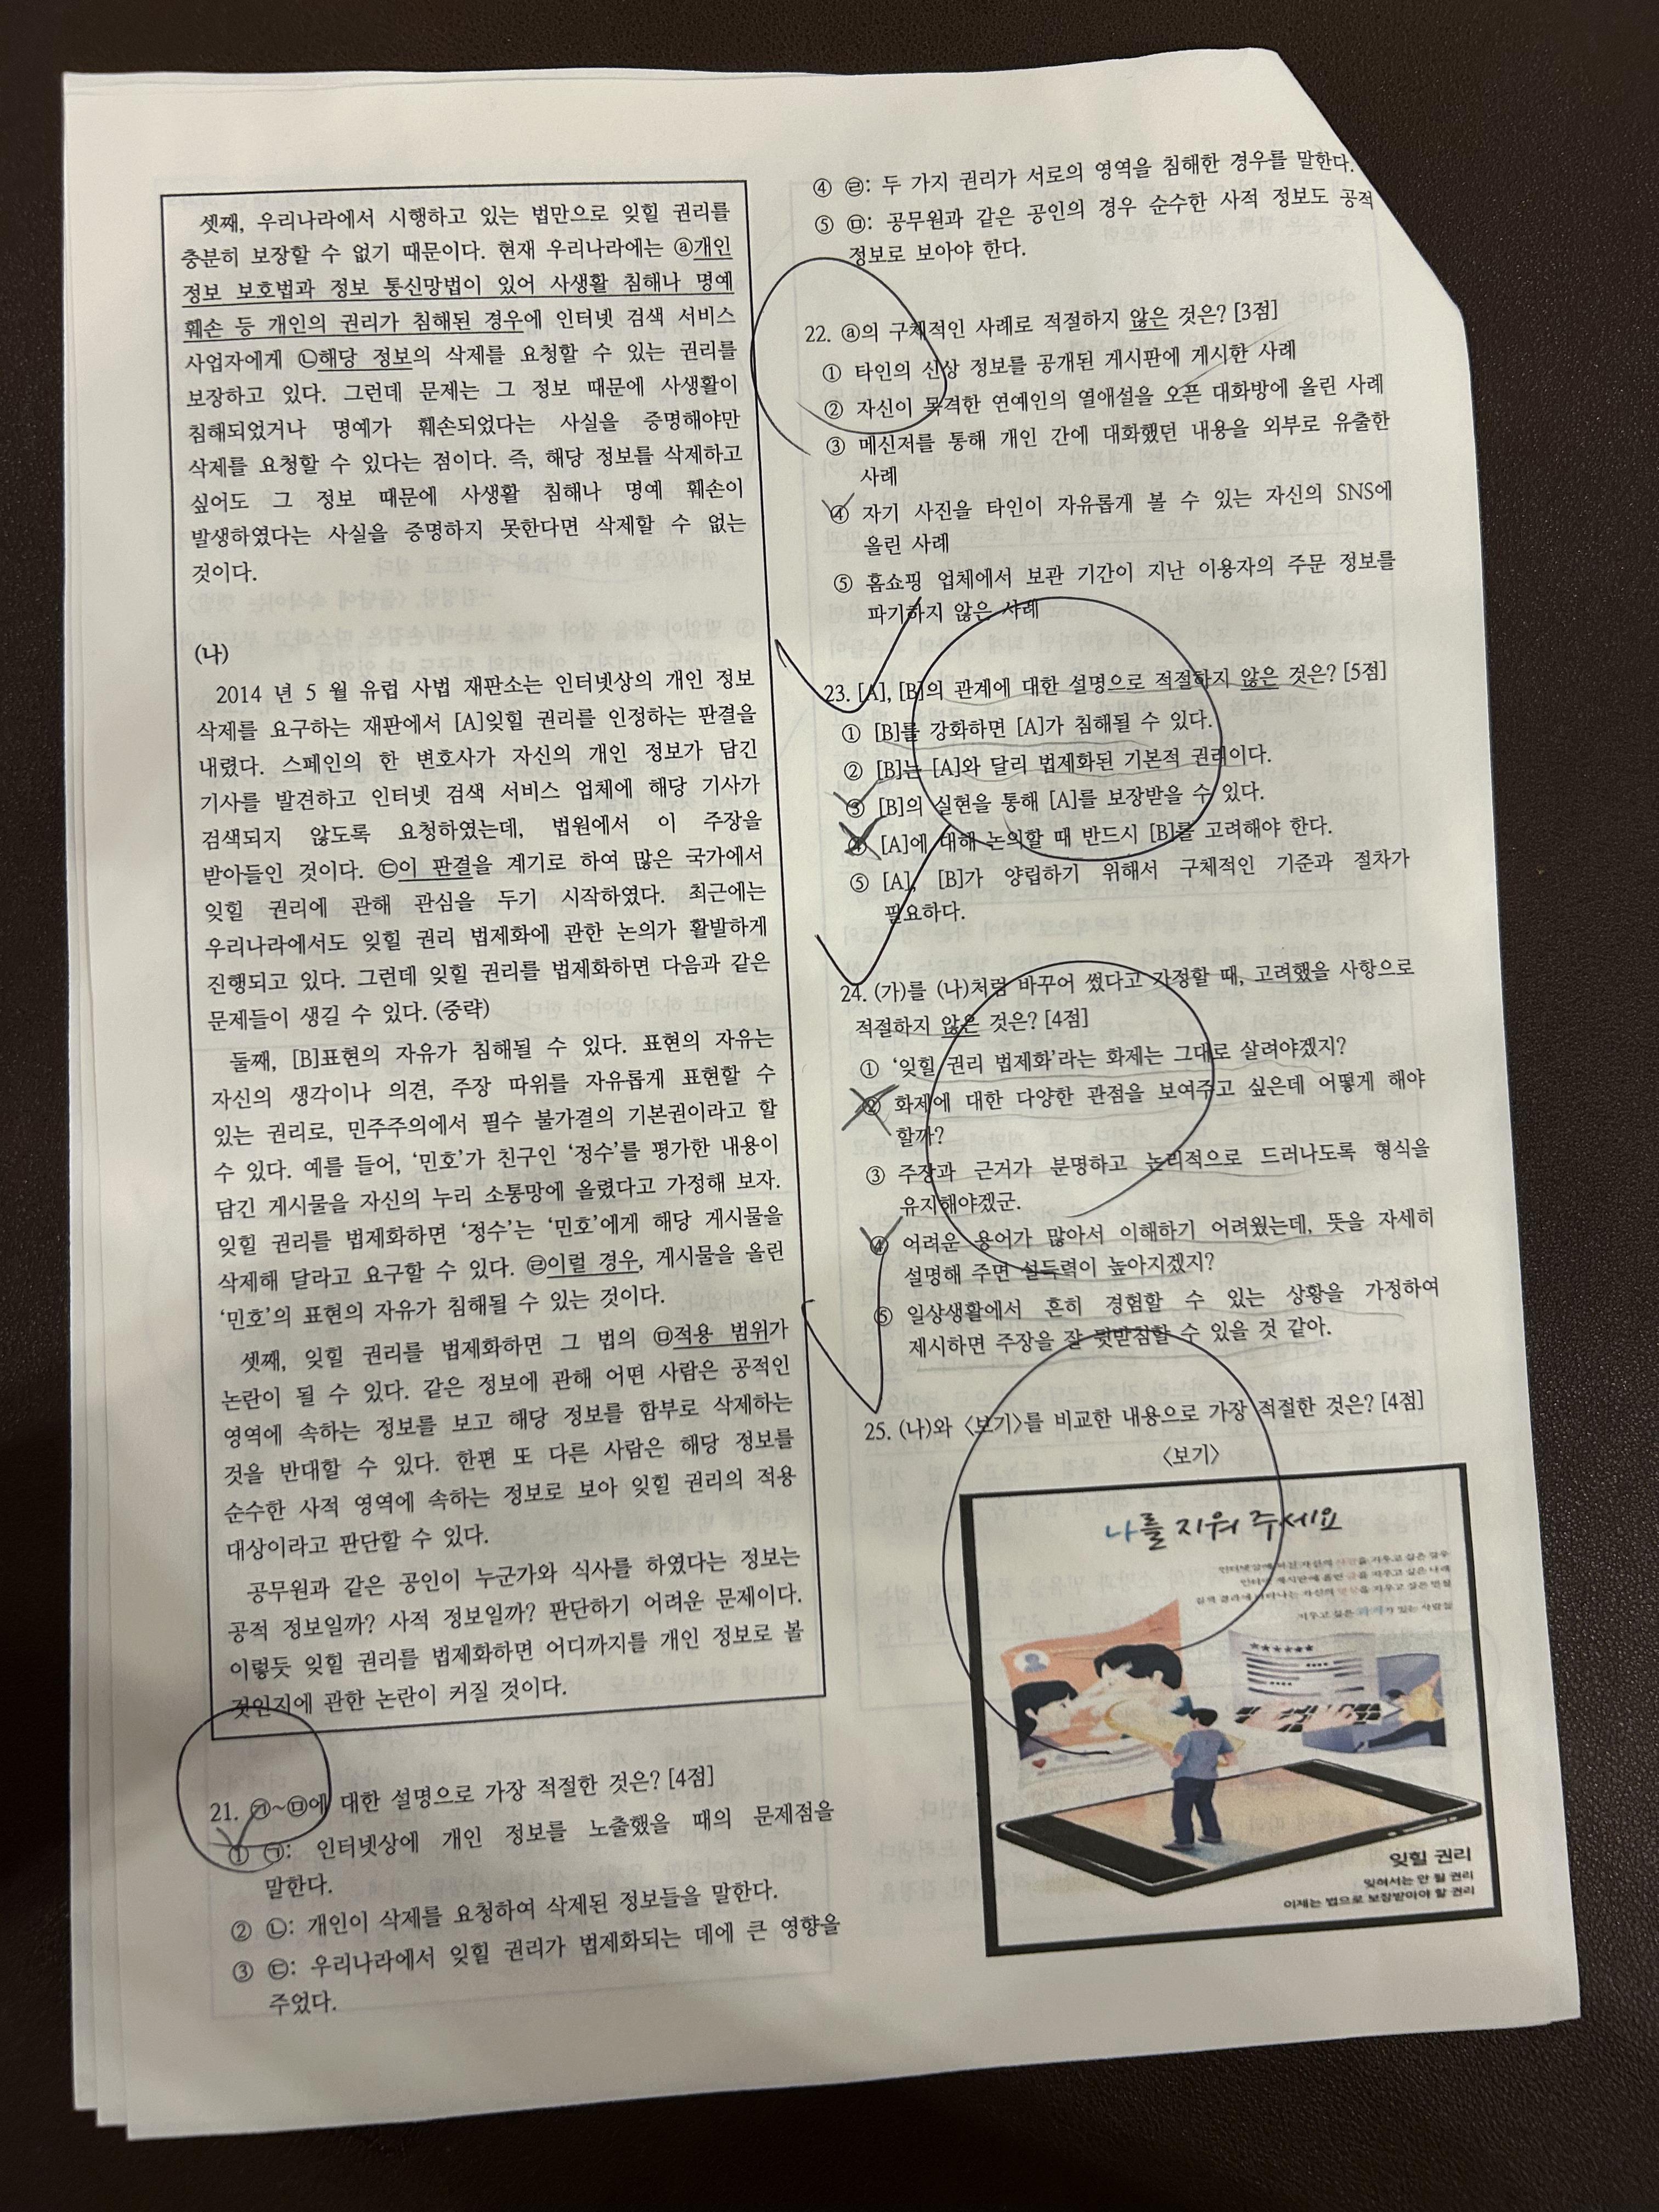 셋째, 우리나라에서 시행하고 있는 법만으로 잊힐 권리를
충분히 보장할 수 없기 때문이다. 현재 우리나라에는 ⓐ개인
정보 보호법과 정보 통신망법이 있어 사생활 침해나 명예
훼손 등 개인의 권리가 침해된 경우에 인터넷 검색 서비스
사업자에게 ㉡해당 정보의 삭제를 요청할 수 있는 권리를
보장하고 있다. 그런데 문제는 그 정보 때문에 사생활이
침해되었거나 명예가 훼손되었다는 사실을 증명해야만
삭제를 요청할 수 있다는 점이다. 즉, 해당 정보를 삭제하고
싶어도 그 정보 때문에 사생활 침해나 명예 훼손이
발생하였다는 사실을 증명하지 못한다면 삭제할 수 없는
것이다.
(나)
2014 년 5 월 유럽 사법 재판소는 인터넷상의 개인 정보
삭제를 요구하는 재판에서 [A]잊힐 권리를 인정하는 판결을
내렸다. 스페인의 한 변호사가 자신의 개인 정보가 담긴
기사를 발견하고 인터넷 검색 서비스 업체에 해당 기사가
검색되지 않도록 요청하였는데, 법원에서 이 주장을
받아들인 것이다. ㉢이 판결을 계기로 하여 많은 국가에서
잊힐 권리에 관해 관심을 두기 시작하였다. 최근에는
우리나라에서도 잊힐 권리 법제화에 관한 논의가 활발하게
진행되고 있다. 그런데 잊힐 권리를 법제화하면 다음과 같은
문제들이 생길 수 있다. (중략)
둘째, [B]표현의 자유가 침해될 수 있다. 표현의 자유는
자신의 생각이나 의견, 주장 따위를 자유롭게 표현할 수
있는 권리로, 민주주의에서 필수 불가결의 기본권이라고 할
수 있다. 예를 들어, ‘민호’가 친구인 ‘정수’를 평가한 내용이
담긴 게시물을 자신의 누리 소통망에 올렸다고 가정해 보자.
잊힐 권리를 법제화하면 ‘정수’는 ‘민호’에게 해당 게시물을
삭제해 달라고 요구할 수 있다. ㉣이럴 경우, 게시물을 올린
‘민호’의 표현의 자유가 침해될 수 있는 것이다.
셋째, 잊힐 권리를 법제화하면 그 법의 ㉤적용 범위가
논란이 될 수 있다. 같은 정보에 관해 어떤 사람은 공적인
영역에 속하는 정보를 보고 해당 정보를 함부로 삭제하는
것을 반대할 수 있다. 한편 또 다른 사람은 해당 정보를
순수한 사적 영역에 속하는 정보로 보아 잊힐 권리의 적용
대상이라고 판단할 수 있다.
공무원과 같은 공인이 누군가와 식사를 하였다는 정보는
공적 정보일까? 사적 정보일까? 판단하기 어려운 문제이다.
이렇듯 잊힐 권리를 법제화하면 어디까지를 개인 정보로 볼
것인지에 관한 논란이 커질 것이다.
21. ㉠~㉤에 대한 설명으로 가장 적절한 것은? [4점]
① ㉠: 인터넷상에 개인 정보를 노출했을 때의 문제점을
말한다.
② ㉡: 개인이 삭제를 요청하여 삭제된 정보들을 말한다.
③ ㉢: 우리나라에서 잊힐 권리가 법제화되는 데에 큰 영향을
주었다.
④ ㉣: 두 가지 권리가 서로의 영역을 침해한 경우를 말한다.
⑤ ㉤: 공무원과 같은 공인의 경우 순수한 사적 정보도 공적
정보로 보아야 한다.
22. ⓐ의 구체적인 사례로 적절하지 않은 것은? [3점]
① 타인의 신상 정보를 공개된 게시판에 게시한 사례
② 자신이 목격한 연예인의 열애설을 오픈 대화방에 올린 사례
③ 메신저를 통해 개인 간에 대화했던 내용을 외부로 유출한
사례
④ 자기 사진을 타인이 자유롭게 볼 수 있는 자신의 SNS에
올린 사례
⑤ 홈쇼핑 업체에서 보관 기간이 지난 이용자의 주문 정보를
파기하지 않은 사례
23. [A], [B]의 관계에 대한 설명으로 적절하지 않은 것은? [5점]
① [B]를 강화하면 [A]가 침해될 수 있다.
② [B]는 [A]와 달리 법제화된 기본적 권리이다.
③ [B]의 실현을 통해 [A]를 보장받을 수 있다.
④ [A]에 대해 논의할 때 반드시 [B]를 고려해야 한다.
⑤ [A], [B]가 양립하기 위해서 구체적인 기준과 절차가
필요하다.
24. (가)를 (나)처럼 바꾸어 썼다고 가정할 때, 고려했을 사항으로
적절하지 않은 것은? [4점]
① ‘잊힐 권리 법제화’라는 화제는 그대로 살려야겠지?
② 화제에 대한 다양한 관점을 보여주고 싶은데 어떻게 해야
할까?
③ 주장과 근거가 분명하고 논리적으로 드러나도록 형식을
유지해야겠군.
④ 어려운 용어가 많아서 이해하기 어려웠는데, 뜻을 자세히
설명해 주면 설득력이 높아지겠지?
⑤ 일상생활에서 흔히 경험할 수 있는 상황을 가정하여
제시하면 주장을 잘 뒷받침할 수 있을 것 같아.
25. (나)와 〈보기〉를 비교한 내용으로 가장 적절한 것은? [4점]
〈보기〉
나를 지워 주세요
지우고 싶은 과거가 있는 사람들
잊힐 권리
잊혀서는 안 될 권리
이제는 법으로 보장받아야 할 권리